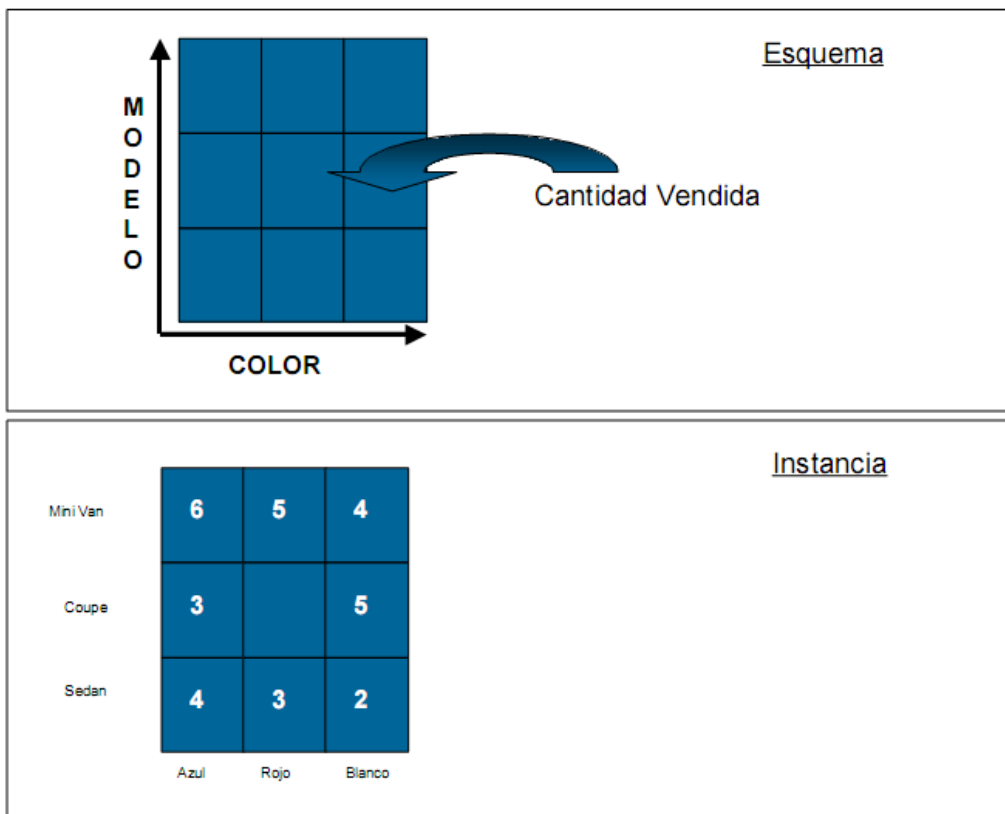 Esquema
MODELO
Cantidad Vendida
COLOR
Instancia
Mini Van 6 5 4
Coupe 3 5
Sedan 4 3 2
Azul Rojo Blanco